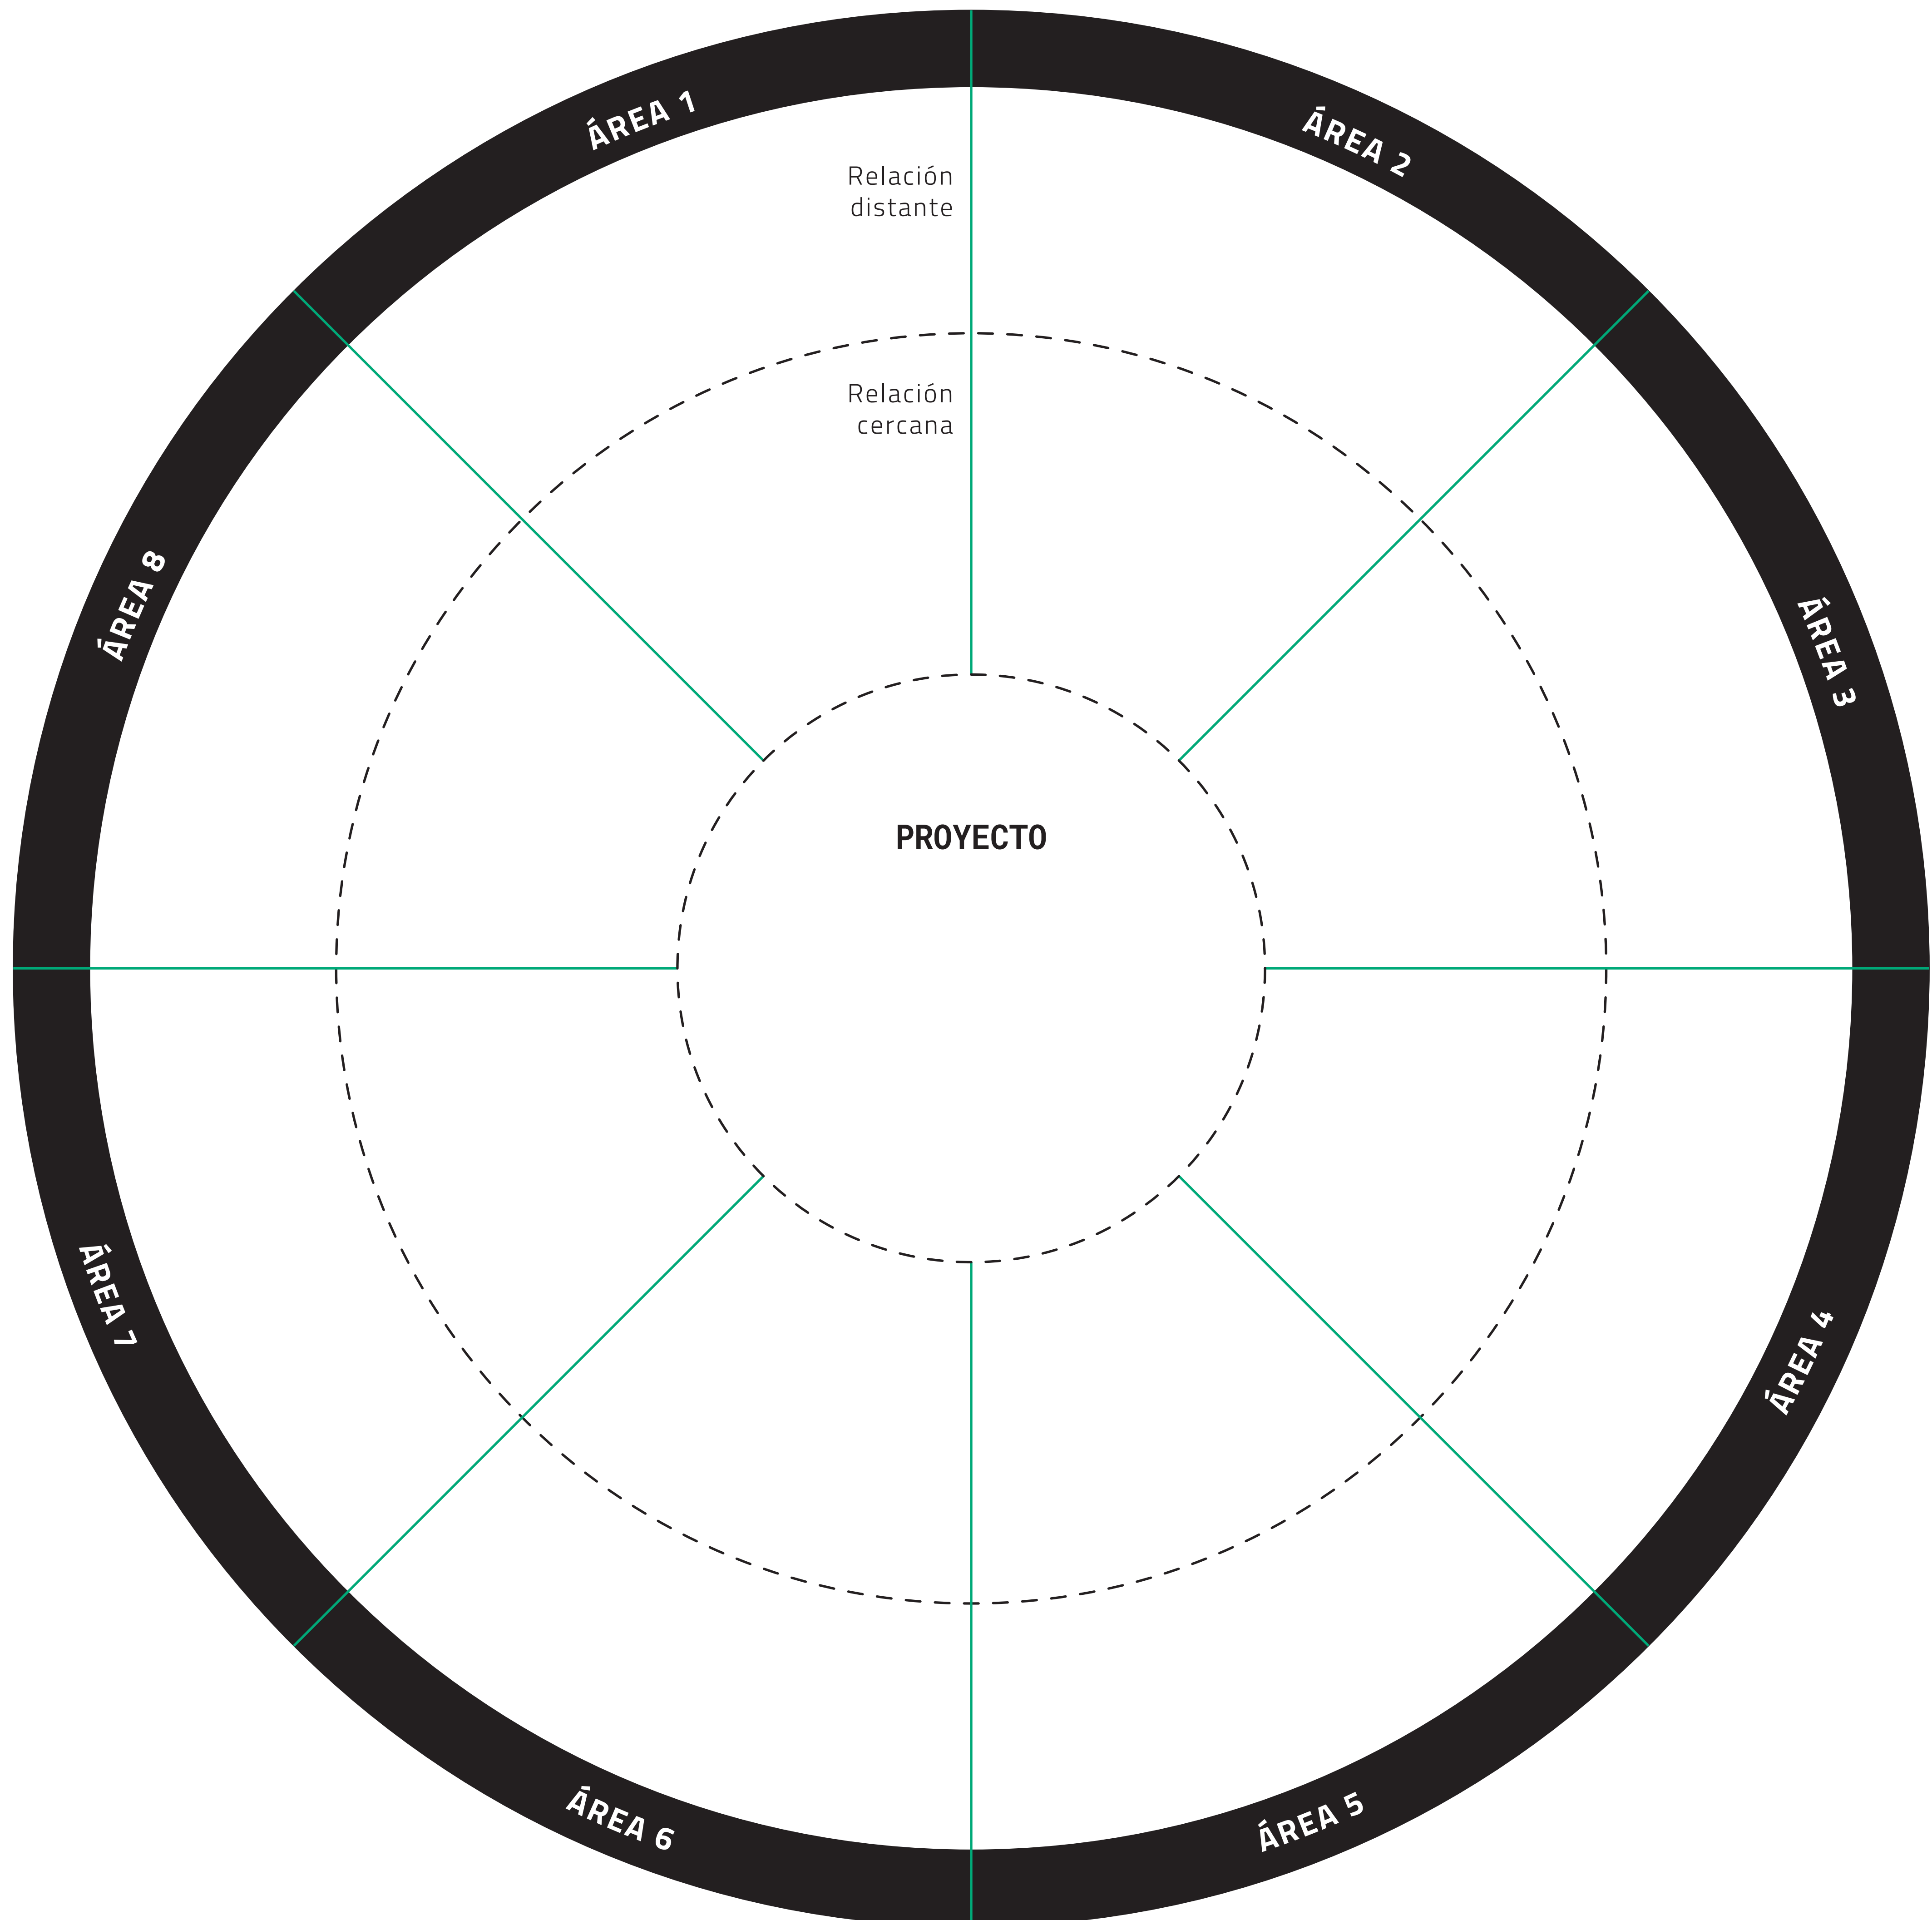 ÁREA 1
ÁREA 2
Relación
distante
Relación
cercana
ÁREA 8
ÁREA 3
PROYECTO
ÁREA 7
ÁREA 4
ÁREA 6
ÁREA 5